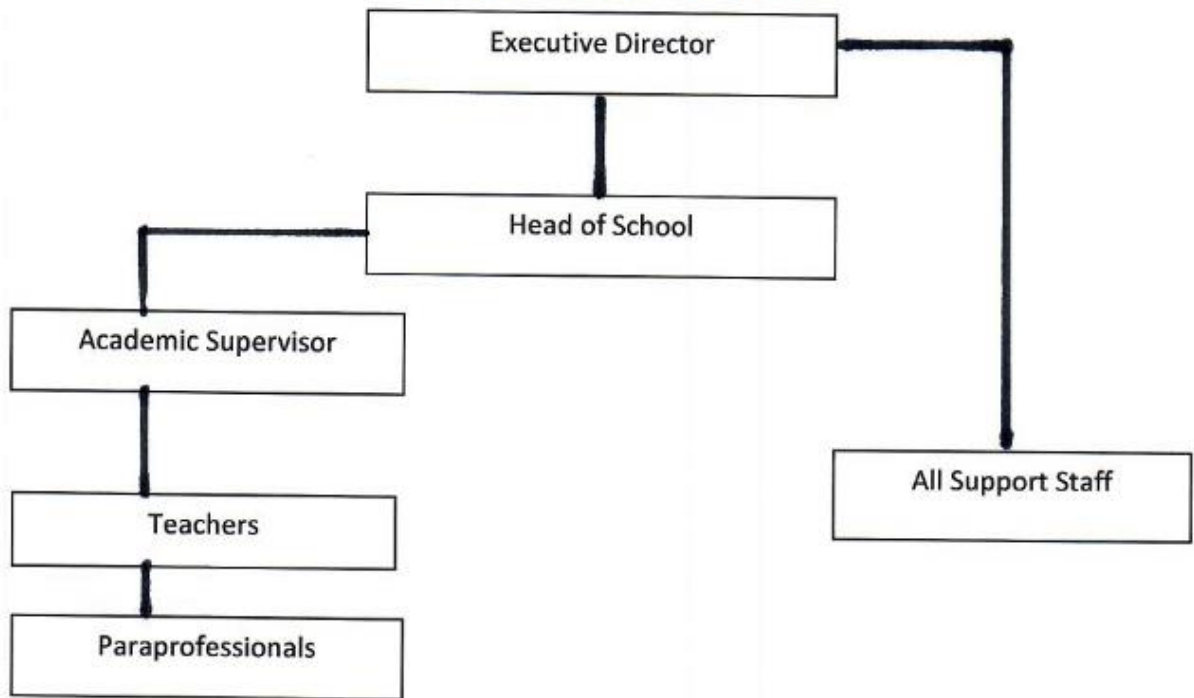 Executive Director
Head of School
Academic Supervisor
All Support Staff
Teachers
Paraprofessionals